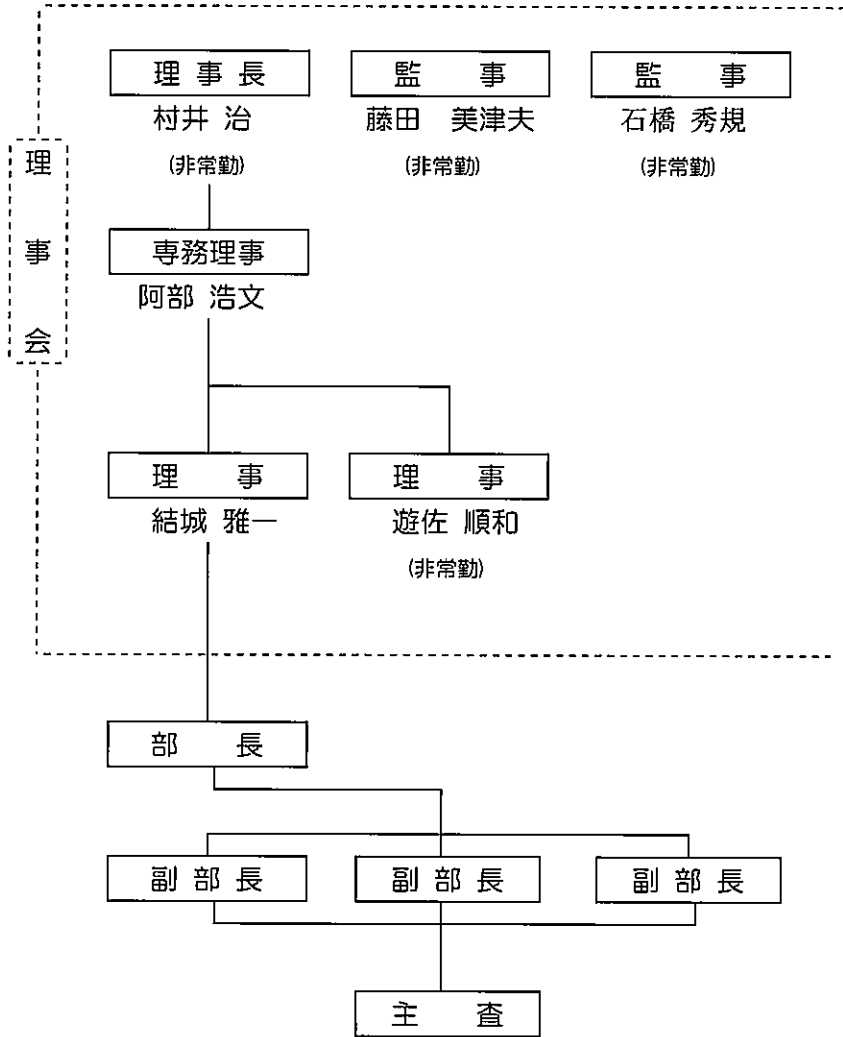 理事会
理事長 監　事 監　事
村井 治 藤田　美津夫 石橋 秀規
(非常勤) (非常勤) (非常勤)
専務理事
阿部 浩文
理　事 理　事
結城 雅一 遊佐 順和
(非常勤)
部　長
副部長 副部長 副部長
主　査